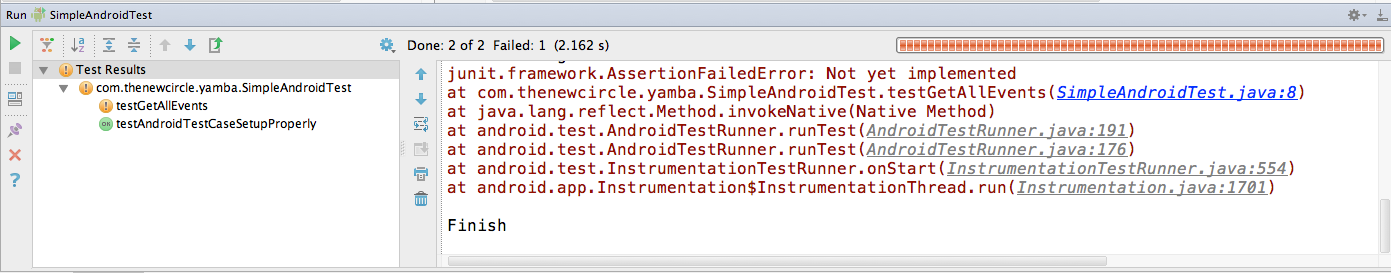 Run SimpleAndroidTest
Done: 2 of 2 Failed: 1 (2.162 s)
Test Results
com.thenewcircle.yamba.SimpleAndroidTest
testGetAllEvents
OK testAndroidTestCaseSetupProperly
junit.framework.AssertionFailedError: Not yet implemented
at com.thenewcircle.yamba.SimpleAndroidTest.testGetAllEvents(SimpleAndroidTest.java:8)
at java.lang.reflect.Method.invokeNative(Native Method)
at android.test.AndroidTestRunner.runTest(AndroidTestRunner.java:191)
at android.test.AndroidTestRunner.runTest(AndroidTestRunner.java:176)
at android.test.InstrumentationTestRunner.onStart(InstrumentationTestRunner.java:554)
at android.app.Instrumentation$InstrumentationThread.run(Instrumentation.java:1701)
Finish